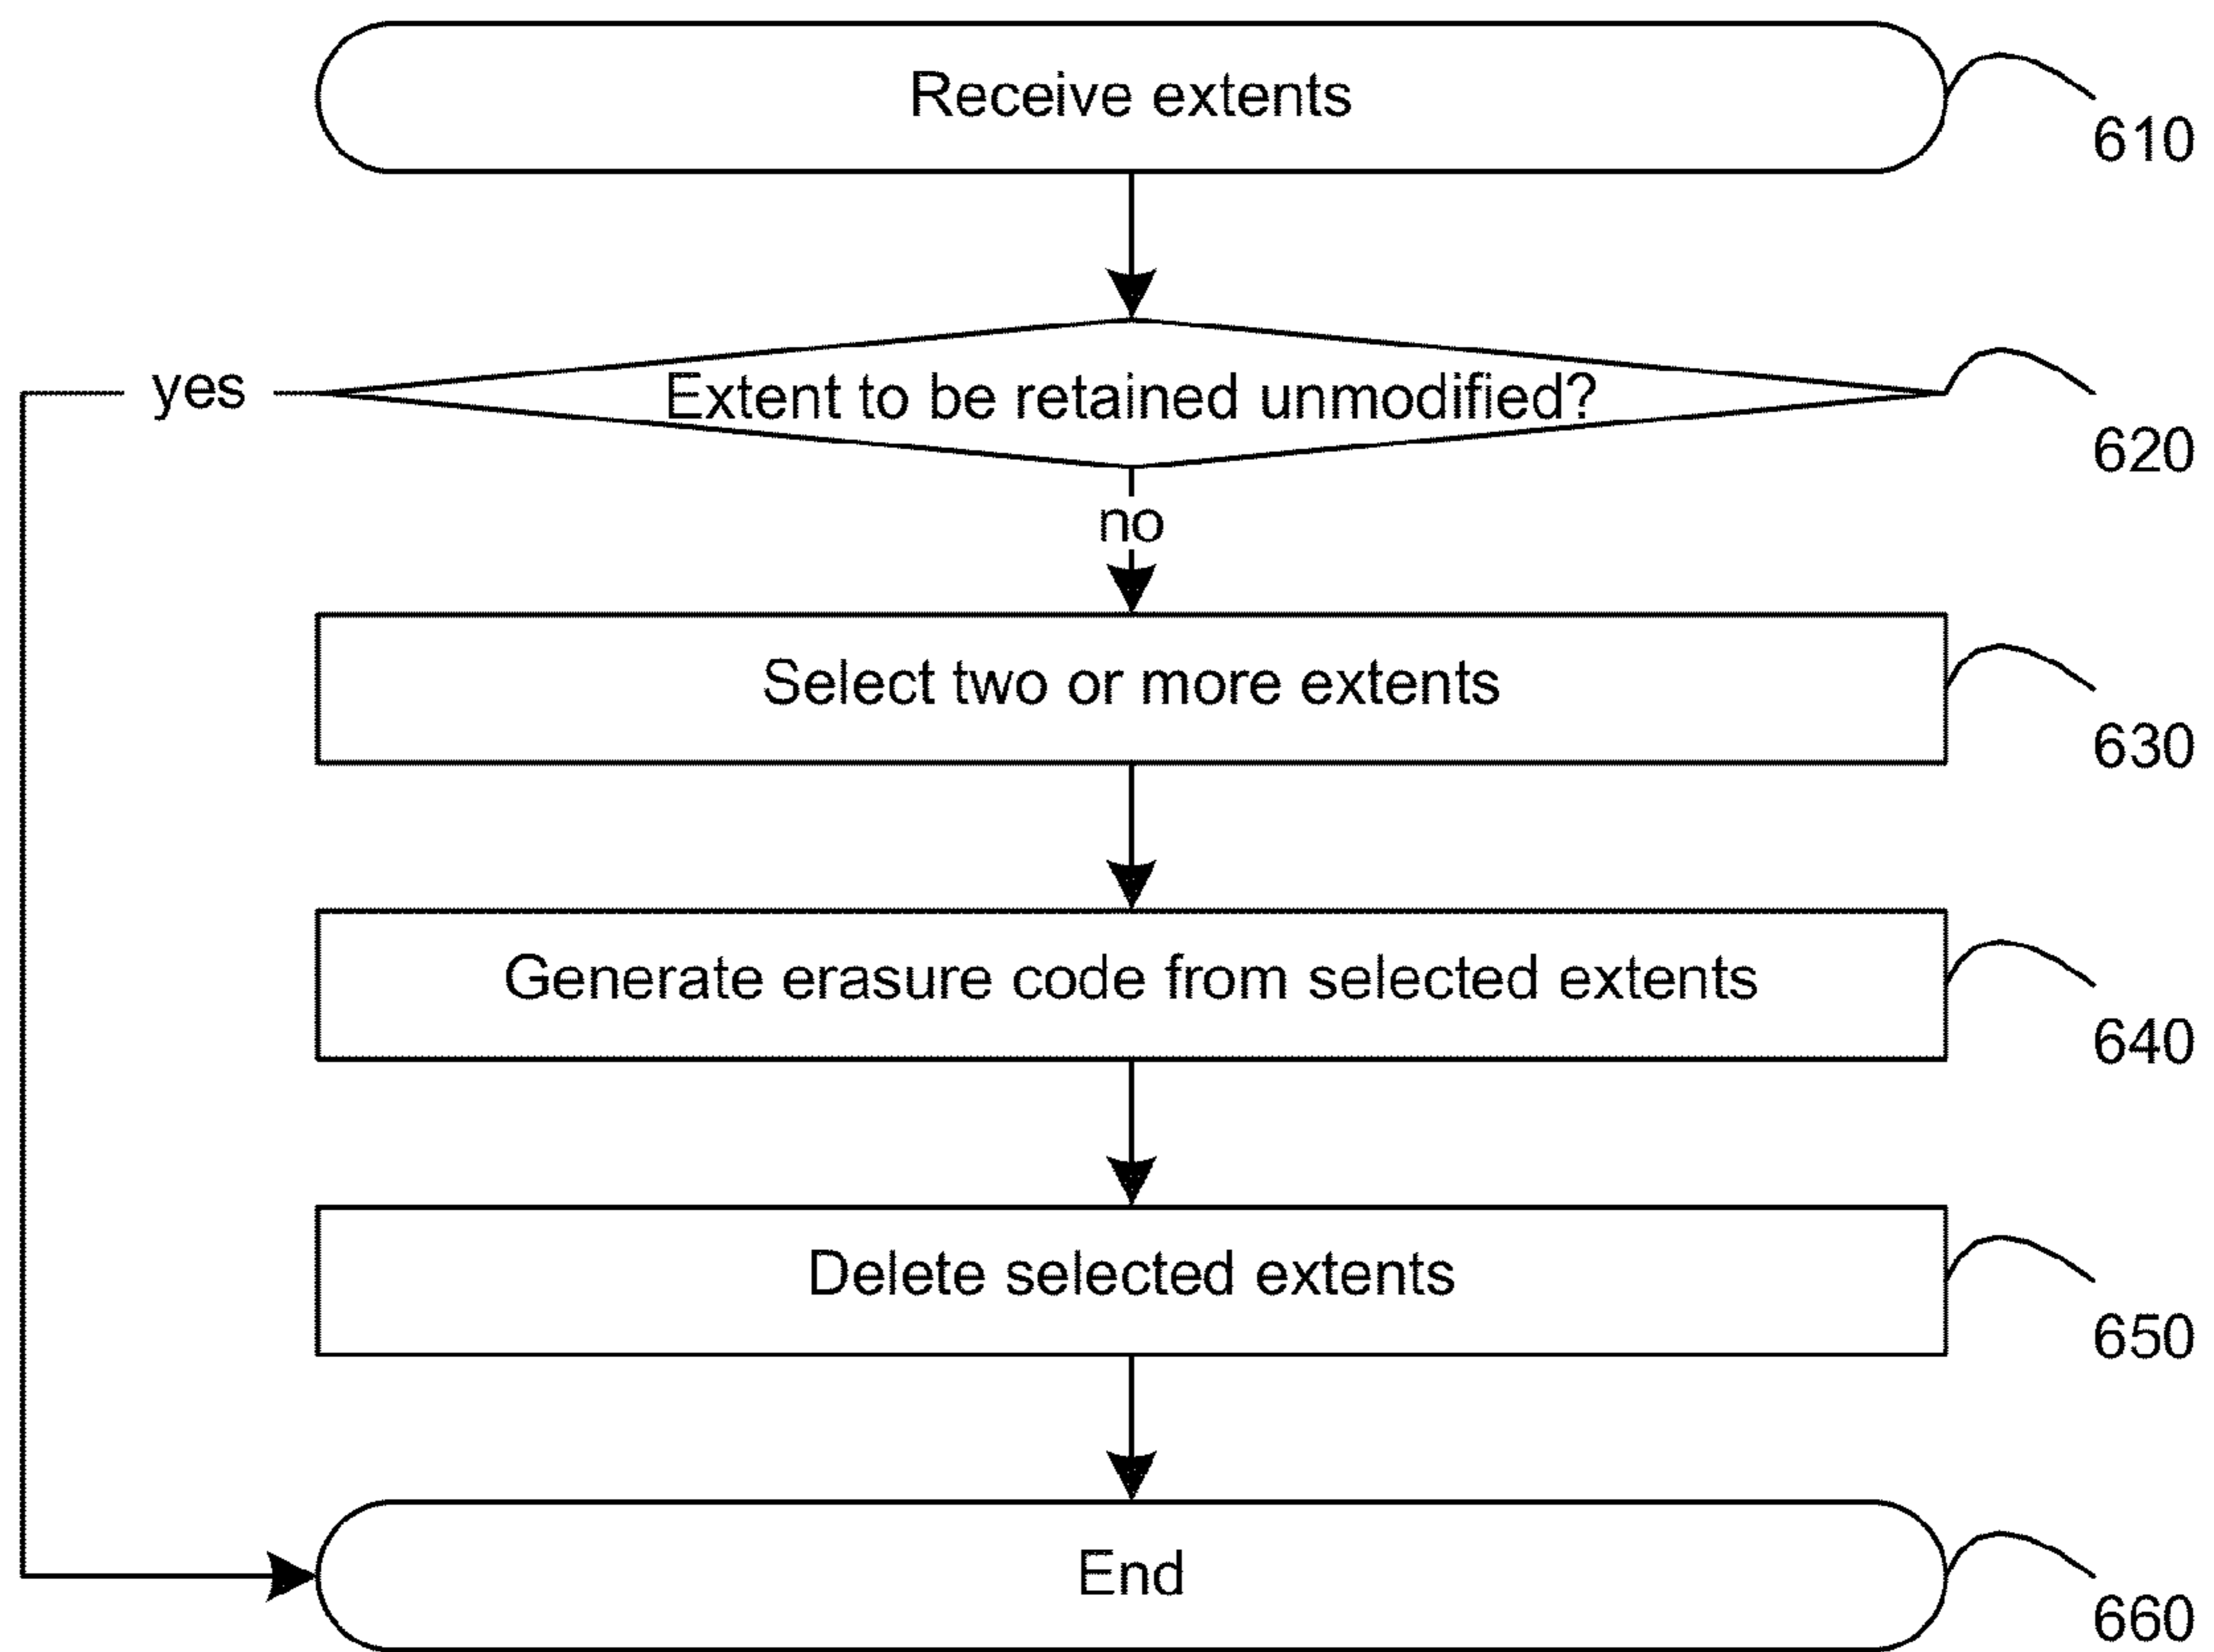 Receive extents
610
Extent to be retained unmodified?
yes
620
no
Select two or more extents
630
Generate erasure code from selected extents
640
Delete selected extents
650
End
660